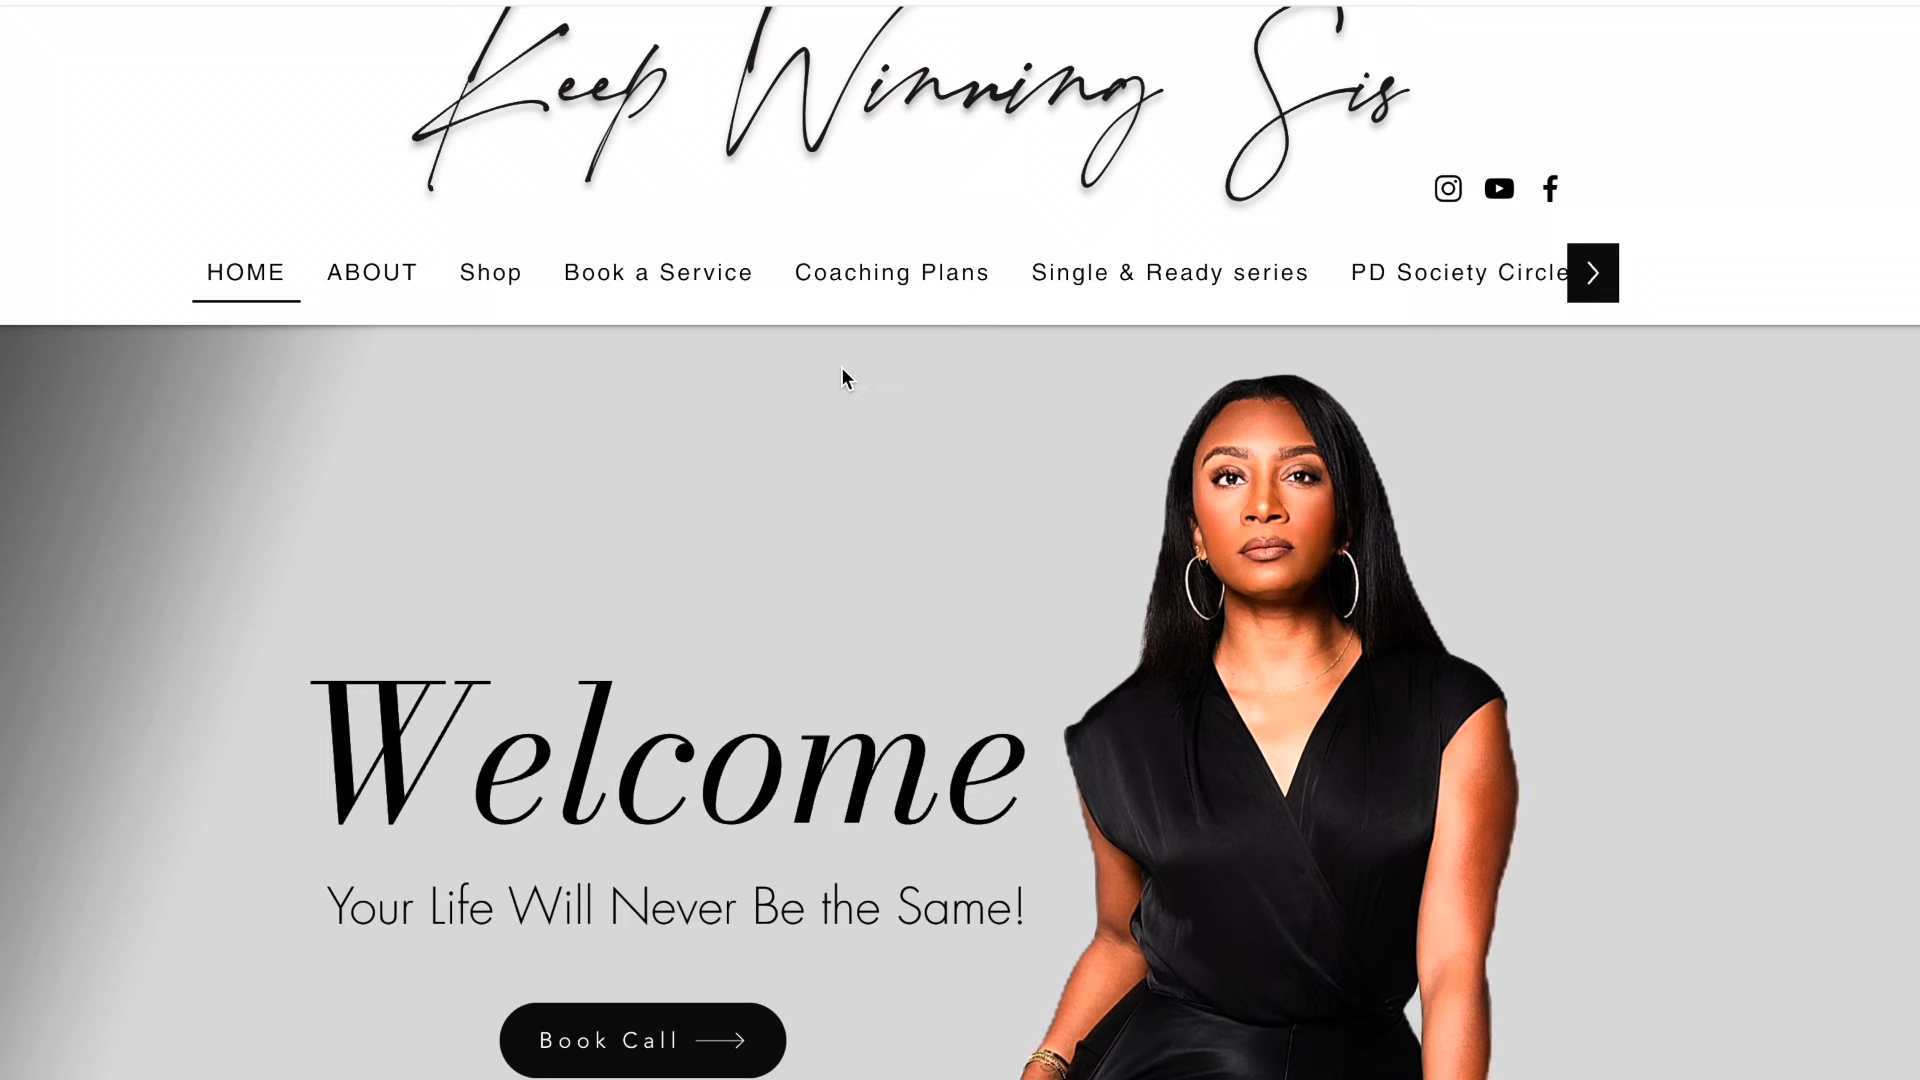 Keep Winning Sis
HOME ABOUT Shop Book a Service Coaching Plans Single & Ready series PD Society Circle
Welcome
Your Life Will Never Be the Same!
Book Call